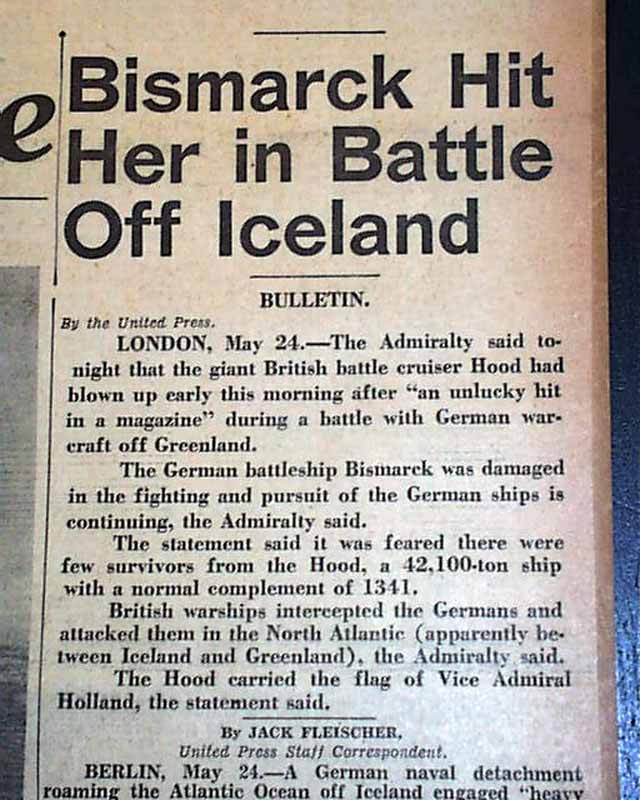 e
Bismarck Hit
Her in Battle
Off Iceland
BULLETIN.
By the United Press.
LONDON, May 24.—The Admiralty said to-
night that the giant British battle cruiser Hood had
blown up early this morning after “an unlucky hit
in a magazine” during a battle with German war-
craft off Greenland.
The German battleship Bismarck was damaged
in the fighting and pursuit of the German ships is
continuing, the Admiralty said.
The statement said it was feared there were
few survivors from the Hood, a 42,100-ton ship
with a normal complement of 1341.
British warships intercepted the Germans and
attacked them in the North Atlantic (apparently be-
tween Iceland and Greenland), the Admiralty said.
The Hood carried the flag of Vice Admiral
Holland, the statement said.
By JACK FLEISCHER,
United Press Staff Correspondent.
BERLIN, May 24.—A German naval detachment
roaming the Atlantic Ocean off Iceland engaged “heavy